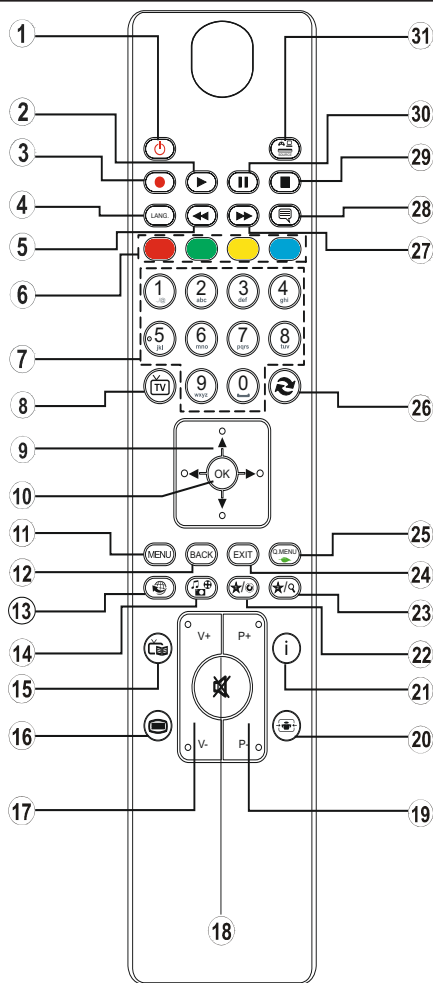 1 31
2 30
3 29
4 LANG. 28
5 27
6
1 .,@ 2 abc 3 def 4 ghi
7 5 jkl 6 mno 7 pqrs 8 tuv
8 TV 9 wxyz 0 26
9
10 OK
11 MENU BACK EXIT Q.MENU 25
12 24
13 23
14 22
V+ P+
15 i 21
16 20
V- P-
17 19
18